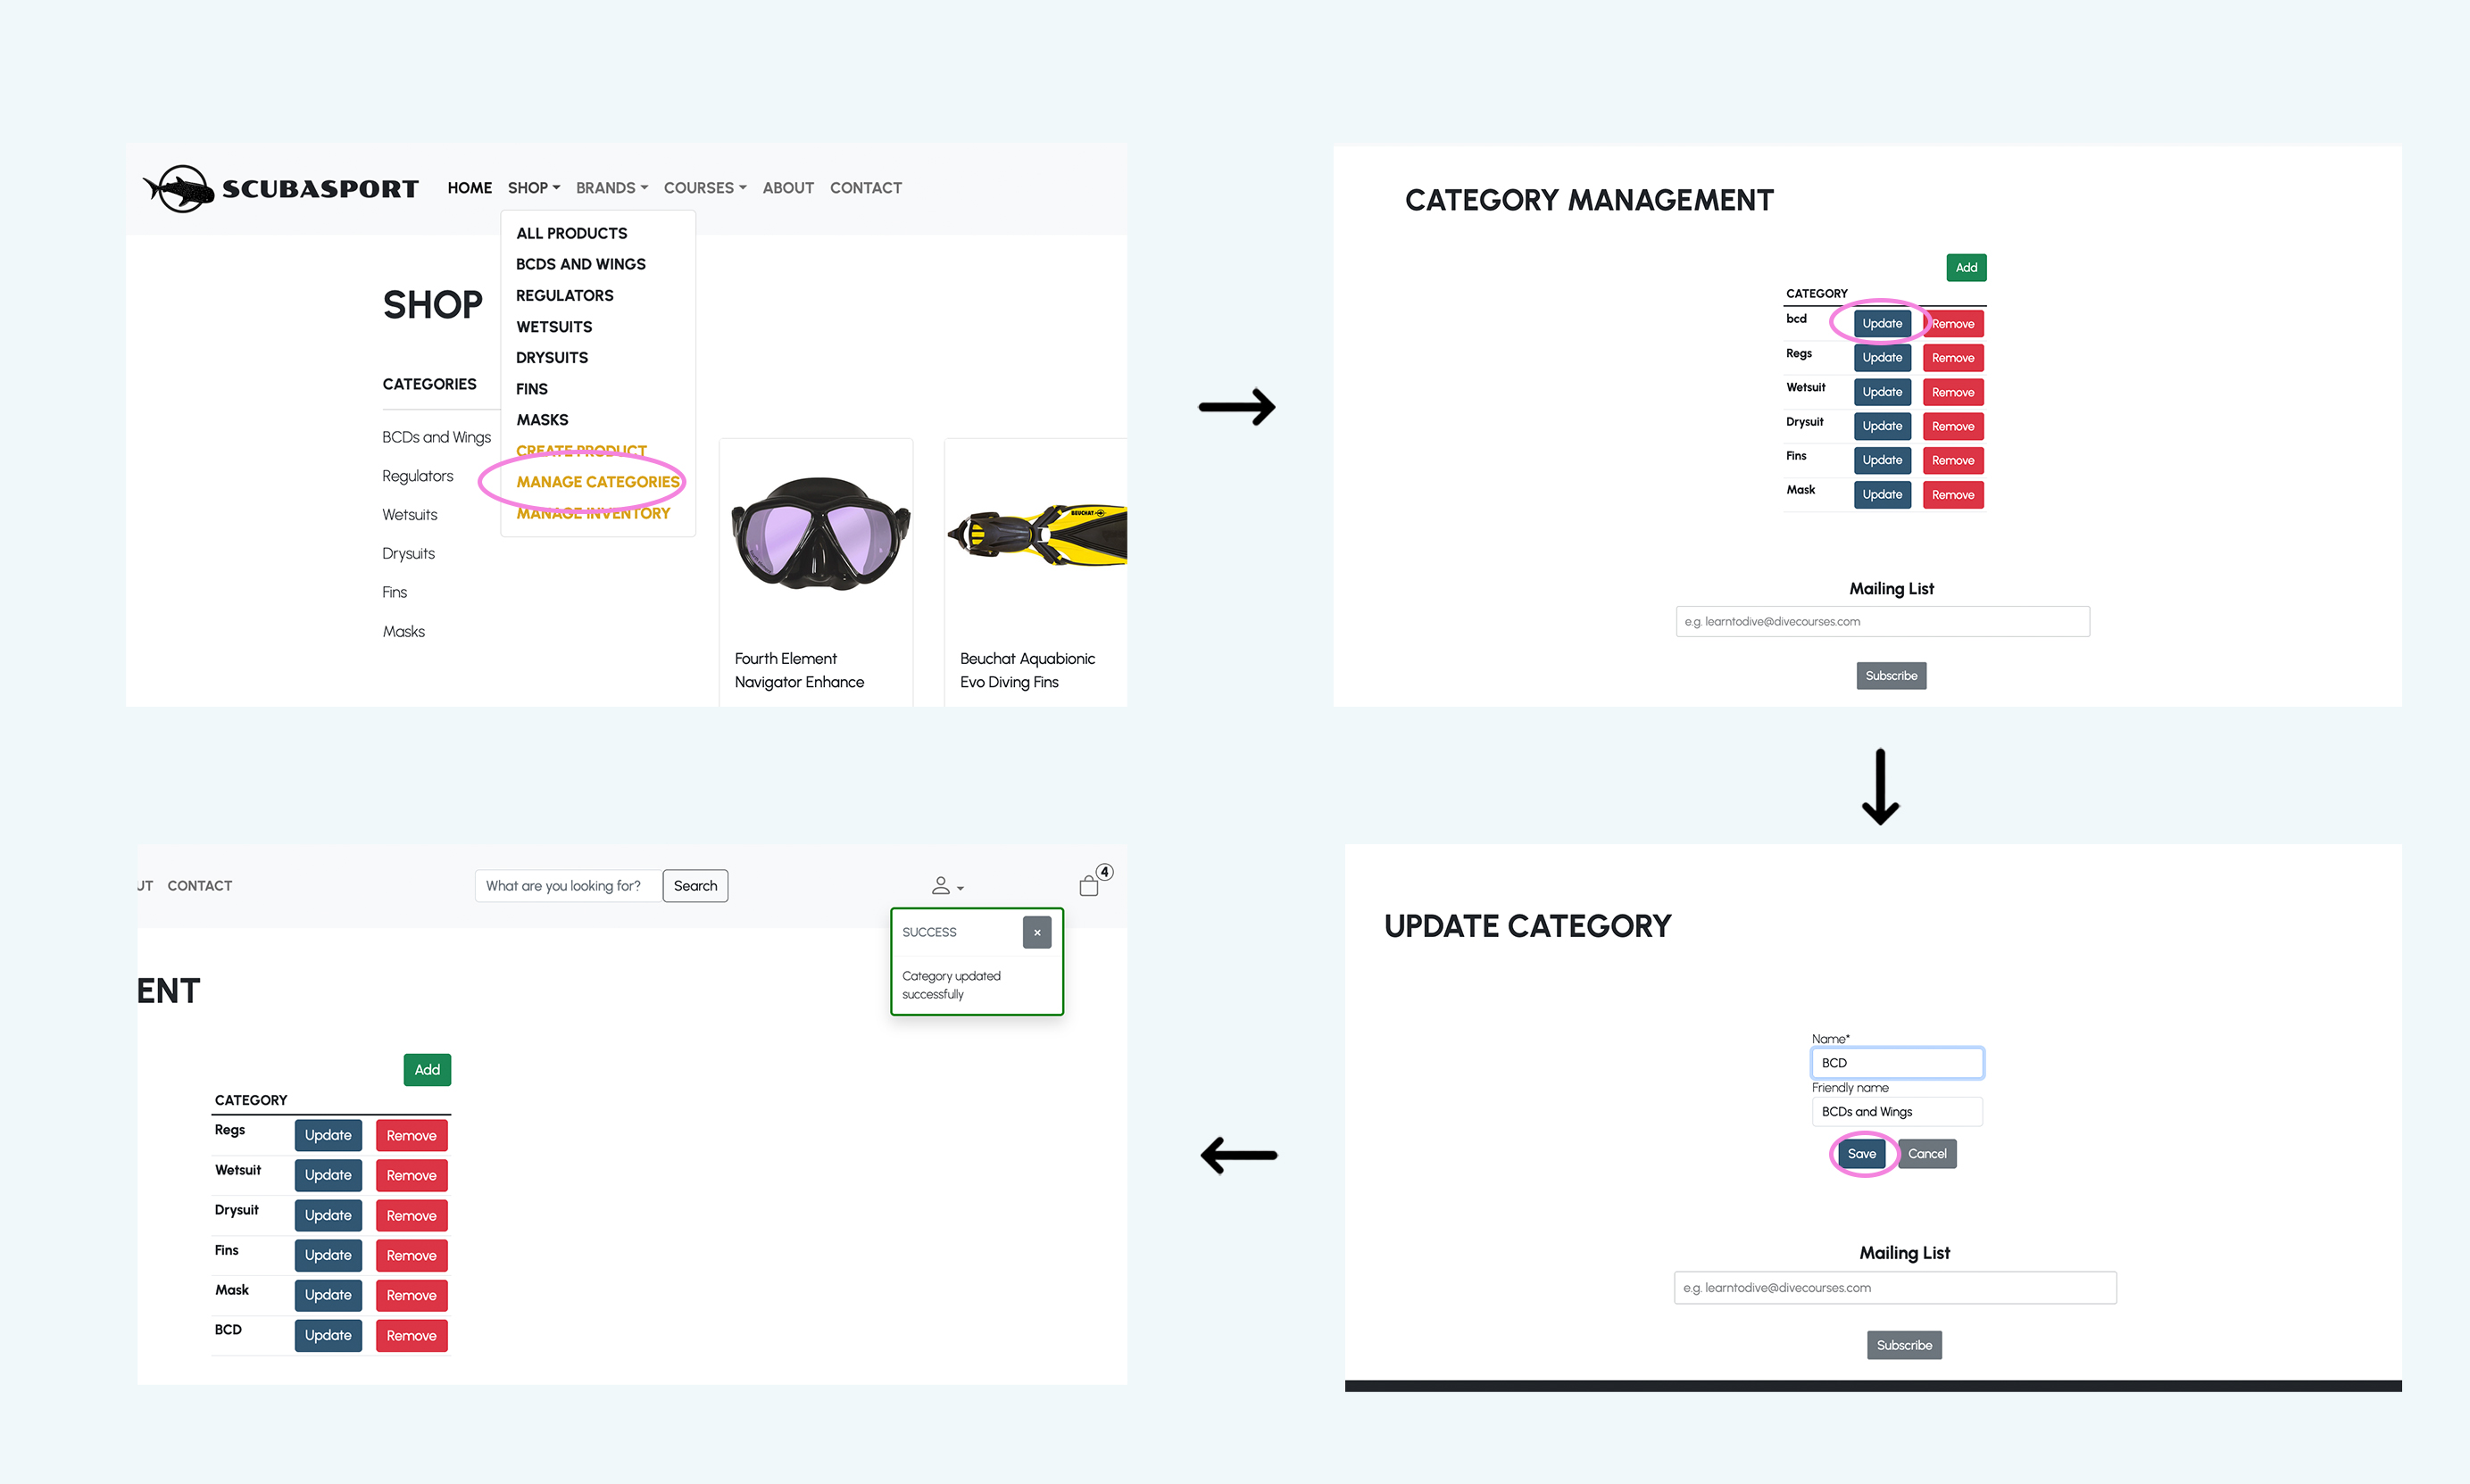 SCUBASPORT
HOME SHOP BRANDS COURSES ABOUT CONTACT
ALL PRODUCTS
BCDS AND WINGS
REGULATORS
WETSUITS
DRYSUITS
FINS
MASKS
CREATE PRODUCT
MANAGE CATEGORIES
MANAGE INVENTORY
SHOP
CATEGORIES
BCDs and Wings
Regulators
Wetsuits
Drysuits
Fins
Masks
BEUCHAT
Fourth Element
Navigator Enhance
Beuchat Aquabionic
Evo Diving Fins
CATEGORY MANAGEMENT
Add
CATEGORY
bcd Update Remove
Regs Update Remove
Wetsuit Update Remove
Drysuit Update Remove
Fins Update Remove
Mask Update Remove
Mailing List
e.g. learntodive@divecourses.com
Subscribe
UPDATE CATEGORY
Name*
BCD
Friendly name
BCDs and Wings
Save Cancel
Mailing List
e.g. learntodive@divecourses.com
Subscribe
UT CONTACT What are you looking for? Search 4
SUCCESS ×
Category updated
successfully
ENT
Add
CATEGORY
Regs Update Remove
Wetsuit Update Remove
Drysuit Update Remove
Fins Update Remove
Mask Update Remove
BCD Update Remove